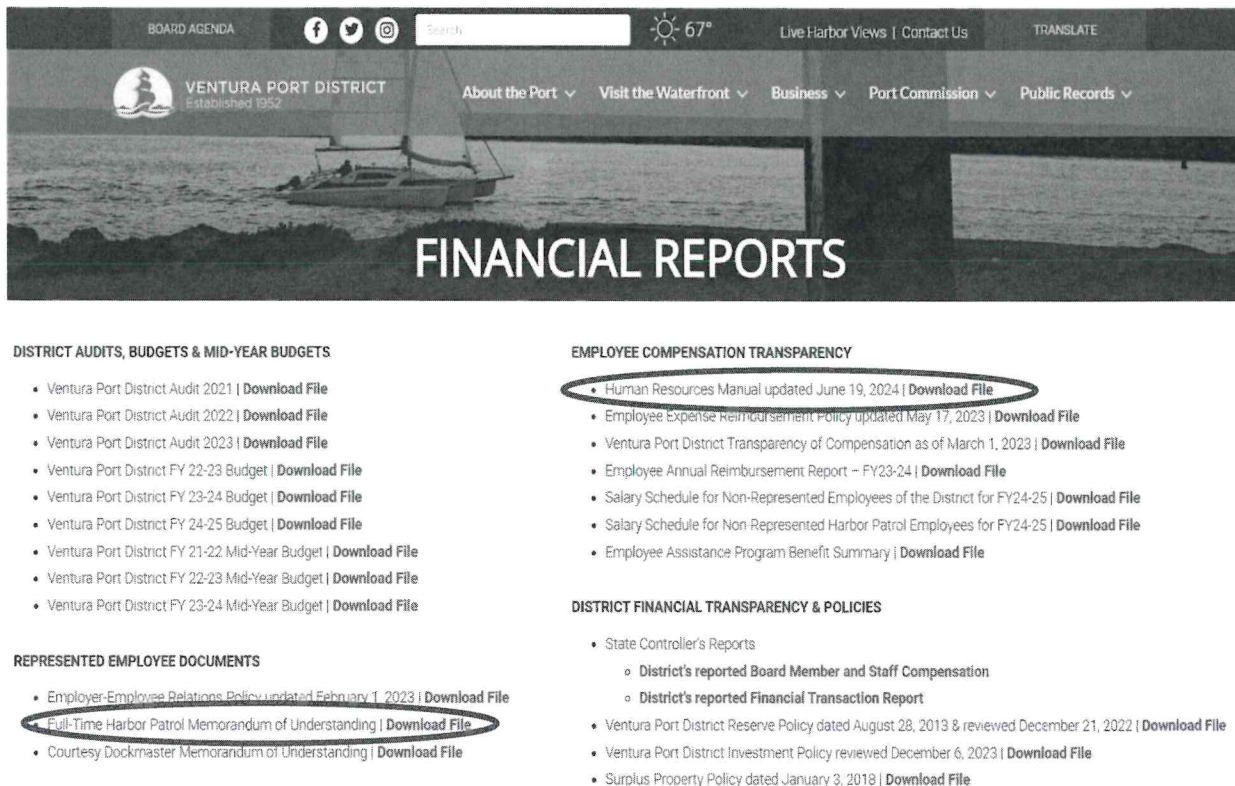 BOARD AGENDA
Search
67°
Live Harbor Views | Contact Us
TRANSLATE
VENTURA PORT DISTRICT
Established 1952
About the Port
Visit the Waterfront
Business
Port Commission
Public Records
FINANCIAL REPORTS
DISTRICT AUDITS, BUDGETS & MID-YEAR BUDGETS
• Ventura Port District Audit 2021 | Download File
• Ventura Port District Audit 2022 | Download File
• Ventura Port District Audit 2023 | Download File
• Ventura Port District FY 22-23 Budget | Download File
• Ventura Port District FY 23-24 Budget | Download File
• Ventura Port District FY 24-25 Budget | Download File
• Ventura Port District FY 21-22 Mid-Year Budget | Download File
• Ventura Port District FY 22-23 Mid-Year Budget | Download File
• Ventura Port District FY 23-24 Mid-Year Budget | Download File
REPRESENTED EMPLOYEE DOCUMENTS
• Employer-Employee Relations Policy updated February 1, 2023 | Download File
• Full-Time Harbor Patrol Memorandum of Understanding | Download File
• Courtesy Dockmaster Memorandum of Understanding | Download File
EMPLOYEE COMPENSATION TRANSPARENCY
• Human Resources Manual updated June 19, 2024 | Download File
• Employee Expense Reimbursement Policy updated May 17, 2023 | Download File
• Ventura Port District Transparency of Compensation as of March 1, 2023 | Download File
• Employee Annual Reimbursement Report – FY23-24 | Download File
• Salary Schedule for Non-Represented Employees of the District for FY24-25 | Download File
• Salary Schedule for Non-Represented Harbor Patrol Employees for FY24-25 | Download File
• Employee Assistance Program Benefit Summary | Download File
DISTRICT FINANCIAL TRANSPARENCY & POLICIES
• State Controller's Reports
○ District's reported Board Member and Staff Compensation
○ District's reported Financial Transaction Report
• Ventura Port District Reserve Policy dated August 28, 2013 & reviewed December 21, 2022 | Download File
• Ventura Port District Investment Policy reviewed December 6, 2023 | Download File
• Surplus Property Policy dated January 3, 2018 | Download File